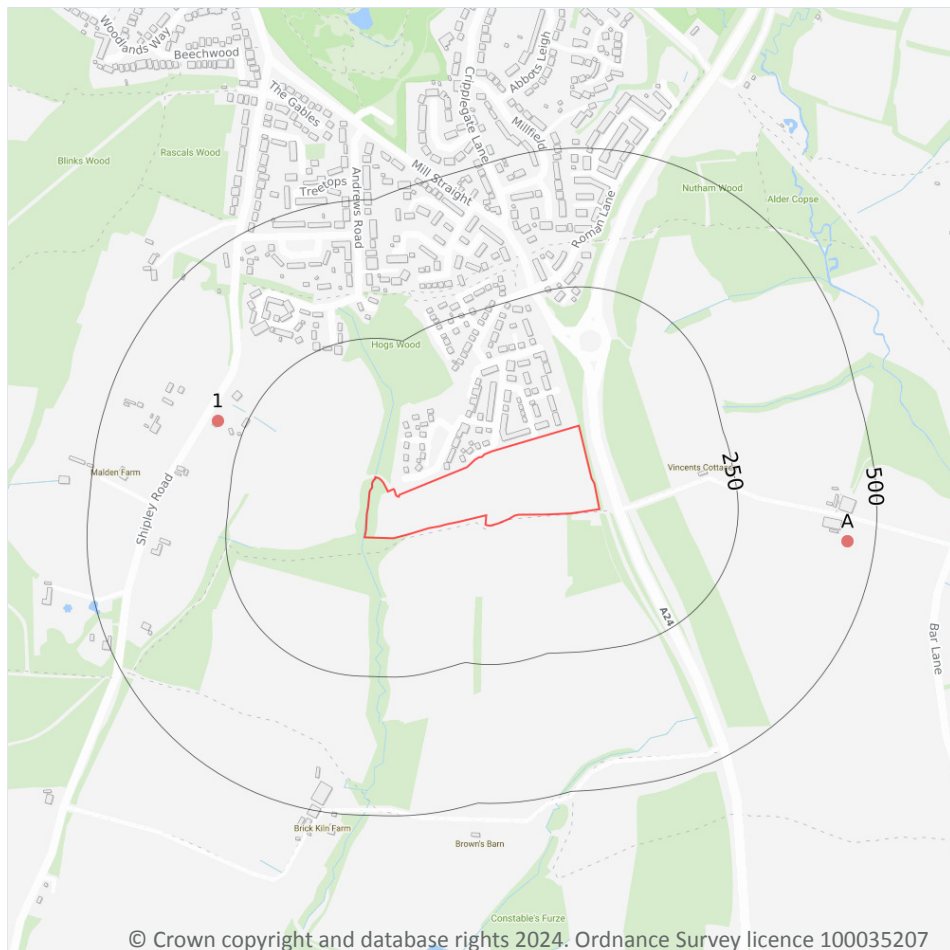 Woodlands Way
Beechwood
The Gables
Cripplegate Lane
Abbots Leigh
Millfield
Blinks Wood
Rascals Wood
Treetops
Andrews Road
Mill Straight
Roman Lane
Nutham Wood
Alder Copse
Hogs Wood
1
Malden Farm
Shipley Road
Vincents Cottage
250
500
A
A24
Bar Lane
Brick Kiln Farm
Brown's Barn
Constable's Furze
© Crown copyright and database rights 2024. Ordnance Survey licence 100035207